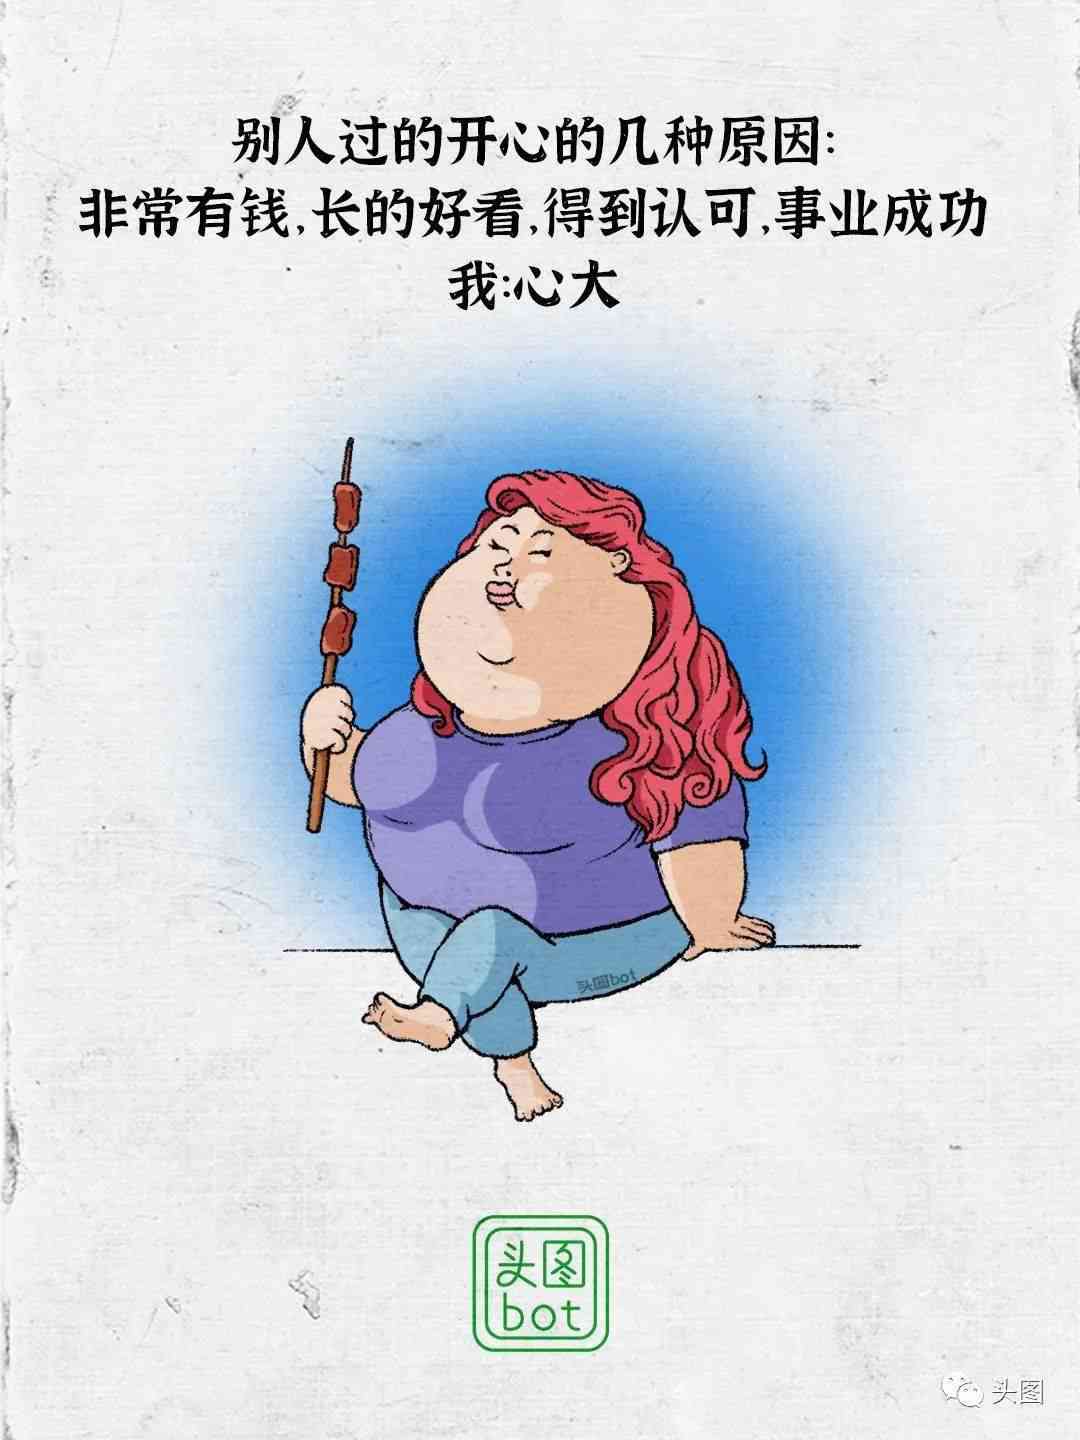 别人过的开心的几种原因:
非常有钱,长的好看,得到认可,事业成功
我:心大
头图bot
头图
bot
头图